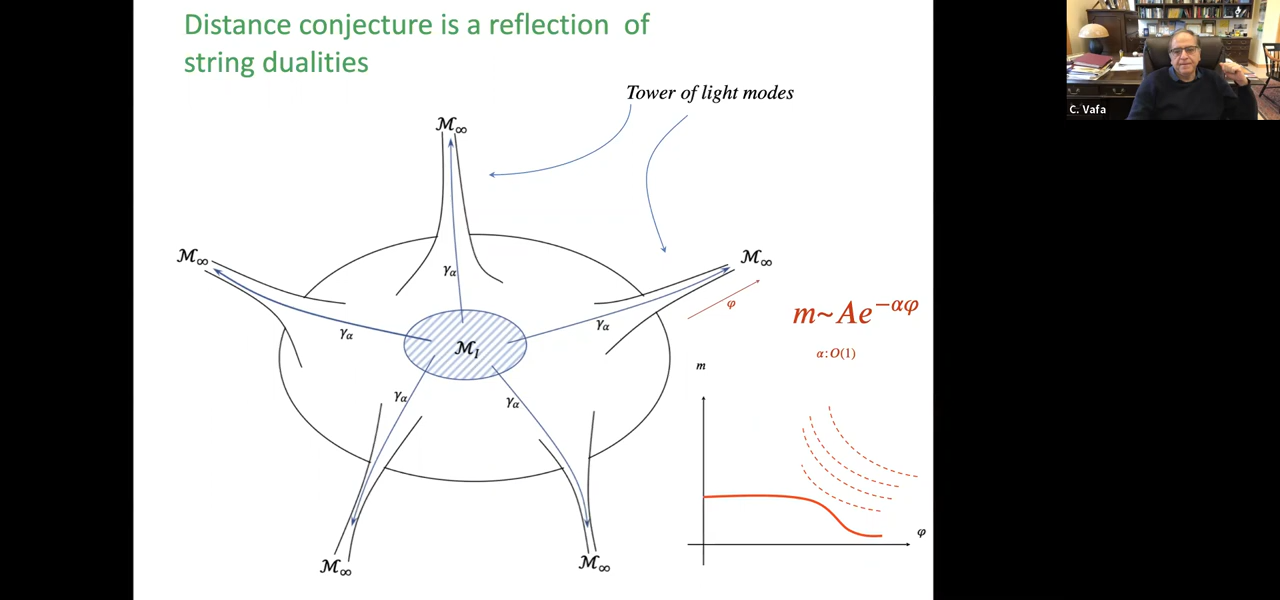 Distance conjecture is a reflection of
string dualities
C. Vafa
Tower of light modes
ℳ∞
ℳ∞
ℳ∞
γα
φ
m~Ae^{−αφ}
γα
γα
ℳI
α:O(1)
m
γα
γα
φ
ℳ∞
ℳ∞